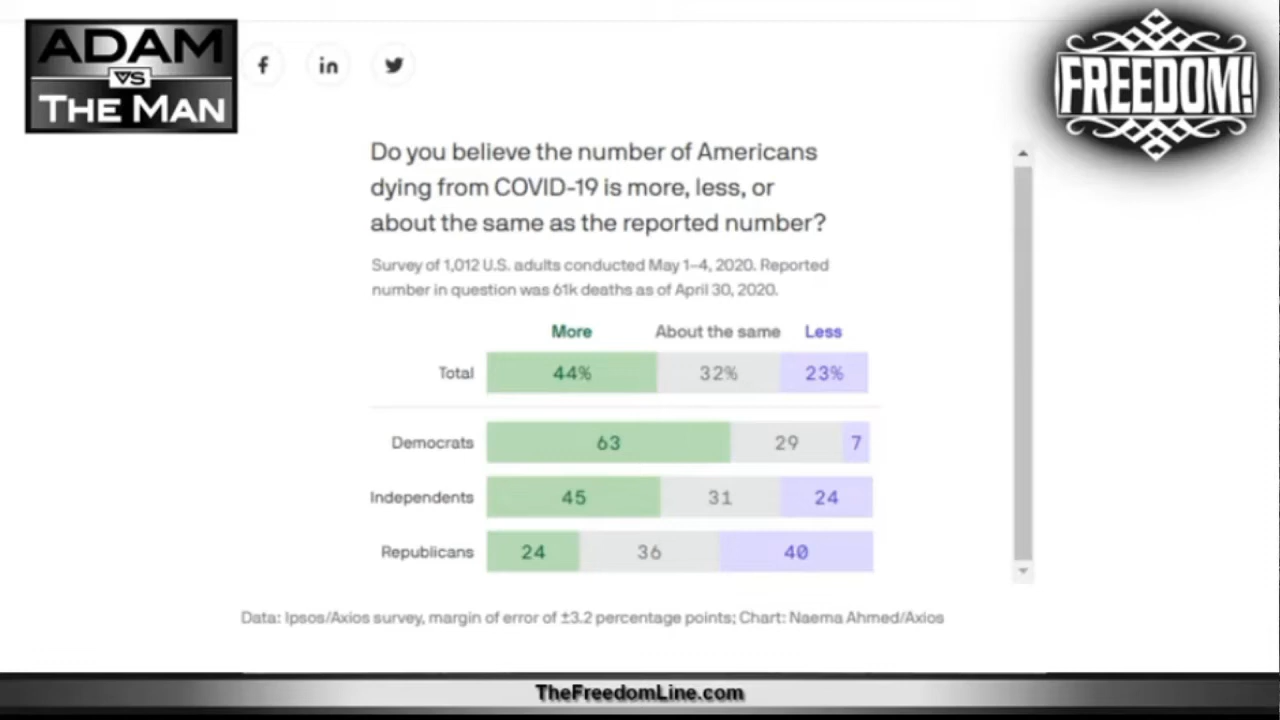 ADAM
VS
THE MAN
FREEDOM!
Do you believe the number of Americans
dying from COVID-19 is more, less, or
about the same as the reported number?
Survey of 1,012 U.S. adults conducted May 1–4, 2020. Reported
number in question was 61k deaths as of April 30, 2020.
More About the same Less
Total 44% 32% 23%
Democrats 63 29 7
Independents 45 31 24
Republicans 24 36 40
Data: Ipsos/Axios survey, margin of error of ±3.2 percentage points; Chart: Naema Ahmed/Axios
TheFreedomLine.com